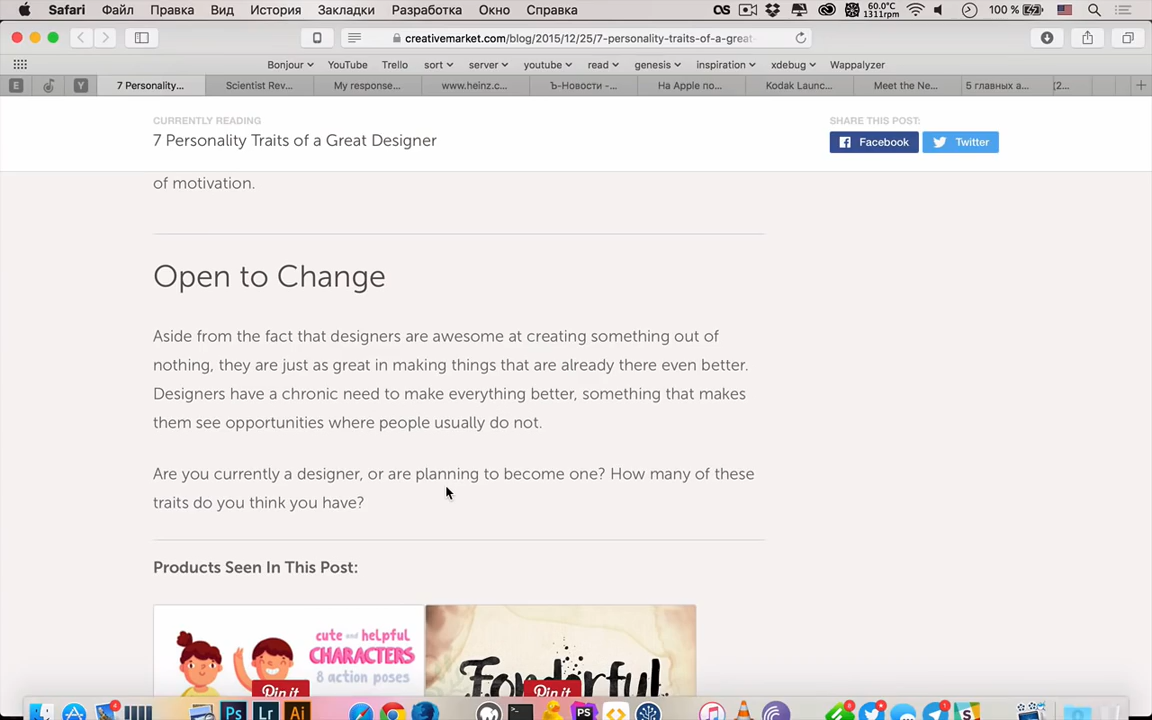 Safari Файл Правка Вид История Закладки Разработка Окно Справка
60.0°C
1311rpm
100 %
creativemarket.com/blog/2015/12/25/7-personality-traits-of-a-great-
Bonjour YouTube Trello sort server youtube read genesis inspiration xdebug Wappalyzer
E Y 7 Personality... Scientist Rev... My response... www.heinz.c... Ъ-Новости -... На Apple по... Kodak Launc... Meet the Ne... 5 главных а... (2...
CURRENTLY READING
7 Personality Traits of a Great Designer
SHARE THIS POST:
Facebook Twitter
of motivation.
Open to Change
Aside from the fact that designers are awesome at creating something out of
nothing, they are just as great in making things that are already there even better.
Designers have a chronic need to make everything better, something that makes
them see opportunities where people usually do not.
Are you currently a designer, or are planning to become one? How many of these
traits do you think you have?
Products Seen In This Post:
cute and helpful
CHARACTERS
8 action poses
Pin it
Fonderful
Pin it
Ps Lr Ai PS